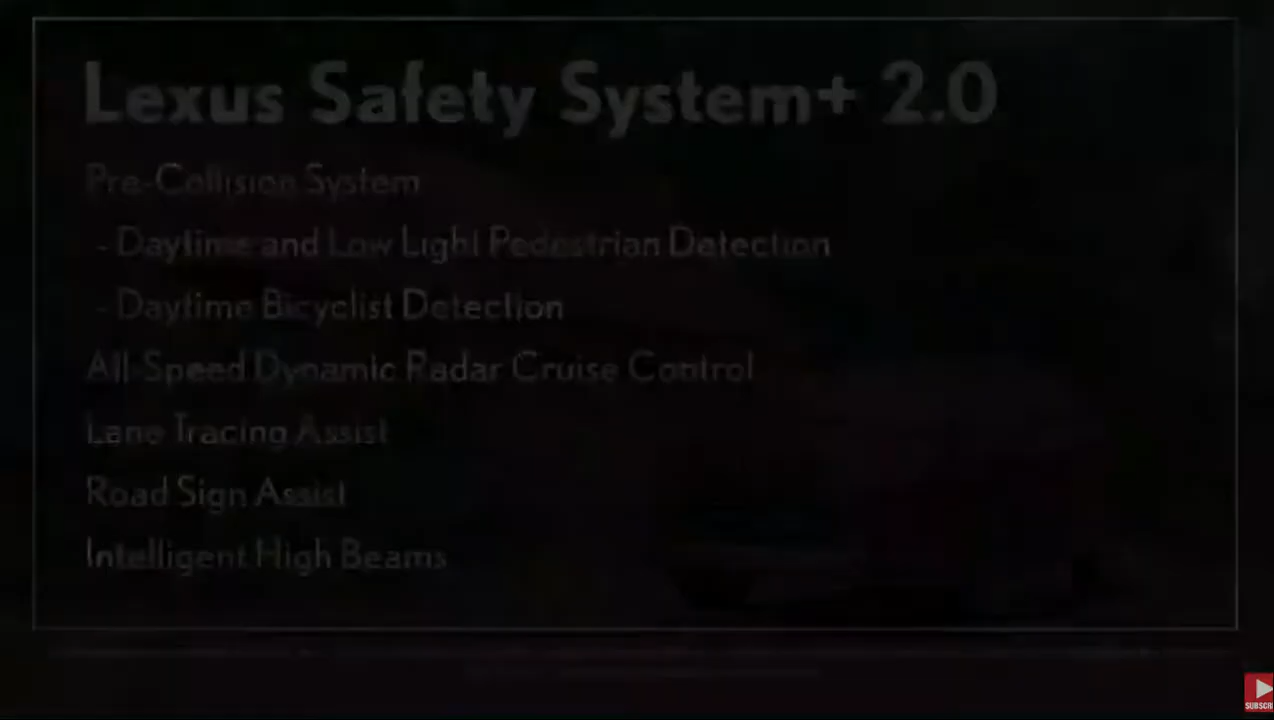 Lexus Safety System+ 2.0
Pre-Collision System
- Daytime and Low Light Pedestrian Detection
- Daytime Bicyclist Detection
All-Speed Dynamic Radar Cruise Control
Lane Tracing Assist
Road Sign Assist
Intelligent High Beams